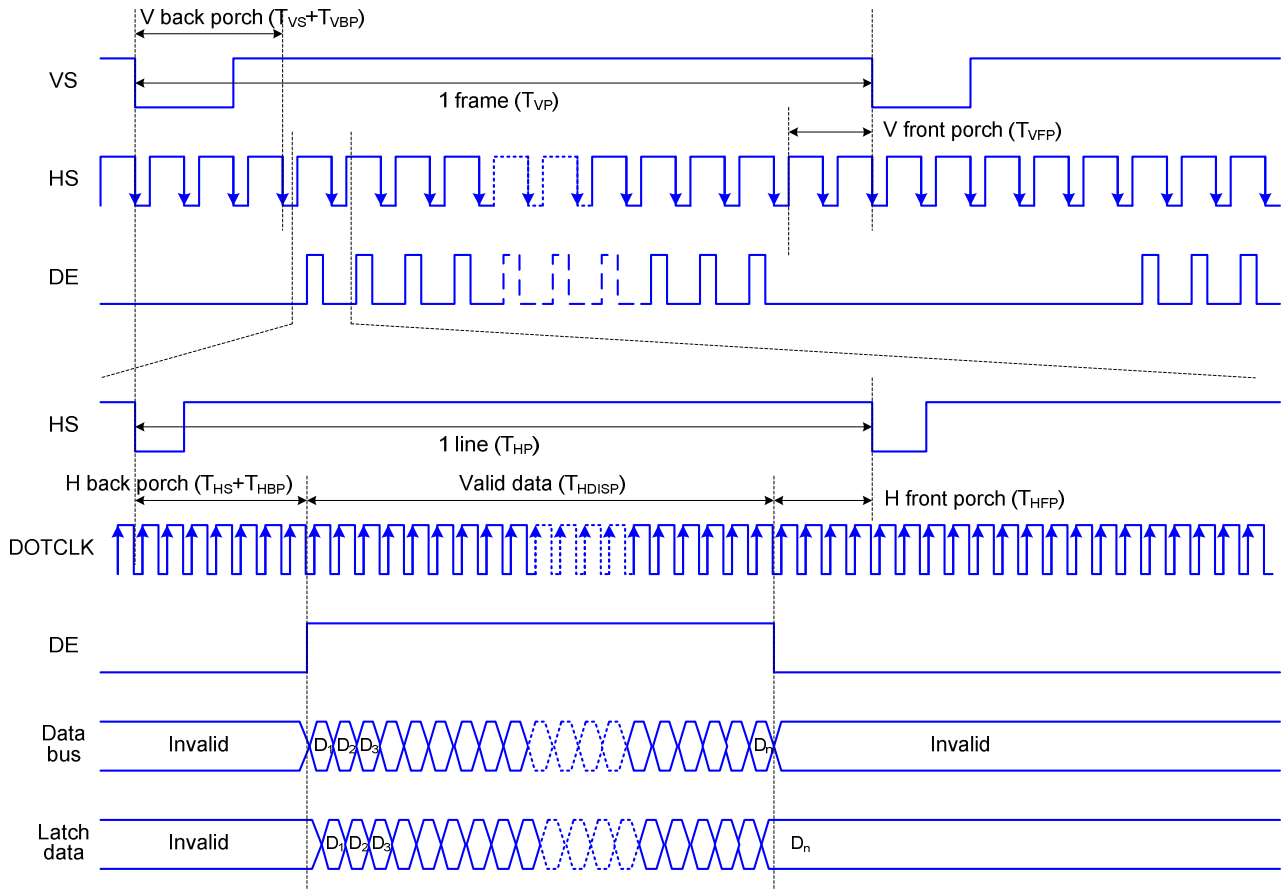 V back porch (TVS+TVBP)
VS
1 frame (TVP)
V front porch (TVFP)
HS
DE
HS
1 line (THP)
H back porch (THS+THBP)
Valid data (THDISP)
H front porch (THFP)
DOTCLK
DE
Data
bus
Invalid
D1 D2 D3
Dn
Invalid
Latch
data
Invalid
D1 D2 D3
Dn